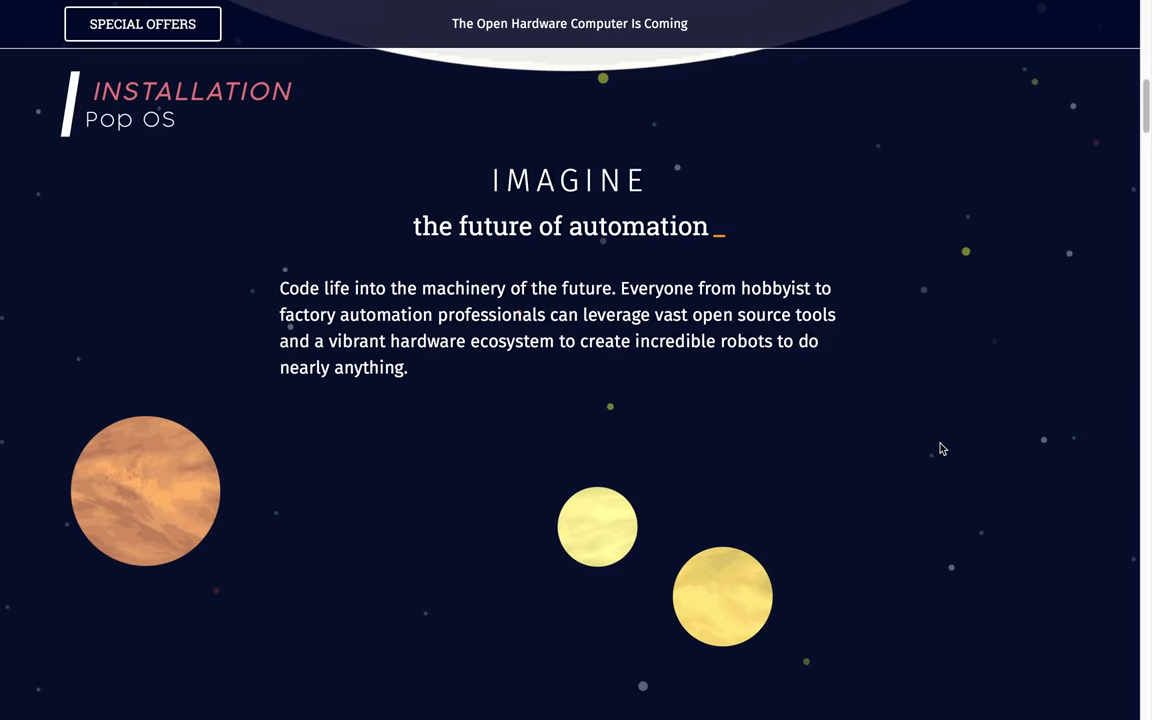 SPECIAL OFFERS
The Open Hardware Computer Is Coming
INSTALLATION
Pop OS
IMAGINE
the future of automation_
Code life into the machinery of the future. Everyone from hobbyist to
factory automation professionals can leverage vast open source tools
and a vibrant hardware ecosystem to create incredible robots to do
nearly anything.